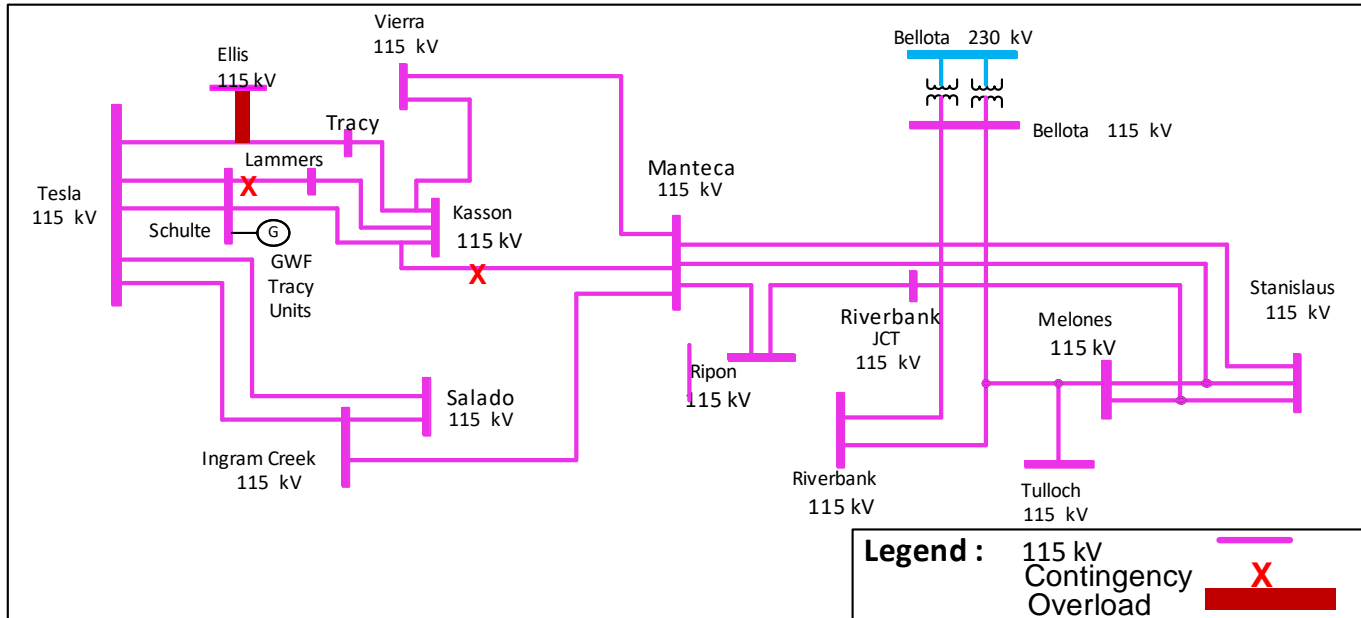 Vierra
115 kV
Bellota 230 kV
Ellis
115 kV
Tracy
Bellota 115 kV
Lammers
Manteca
115 kV
Tesla
115 kV
Kasson
115 kV
Schulte
G
GWF
Tracy
Units
X
X
Stanislaus
115 kV
Riverbank
JCT
115 kV
Melones
115 kV
Ripon
115 kV
Salado
115 kV
Ingram Creek
115 kV
Riverbank
115 kV
Tulloch
115 kV
Legend : 115 kV
Contingency X
Overload